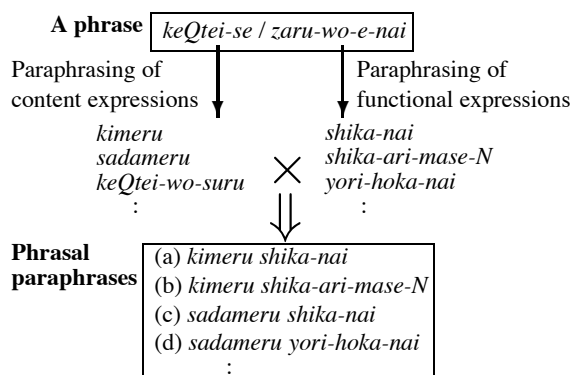 A phrase keQtei-se / zaru-wo-e-nai
Paraphrasing of
content expressions
Paraphrasing of
functional expressions
kimeru
sadameru
keQtei-wo-suru
:
×
shika-nai
shika-ari-mase-N
yori-hoka-nai
:
Phrasal
paraphrases
(a) kimeru shika-nai
(b) kimeru shika-ari-mase-N
(c) sadameru shika-nai
(d) sadameru yori-hoka-nai
: